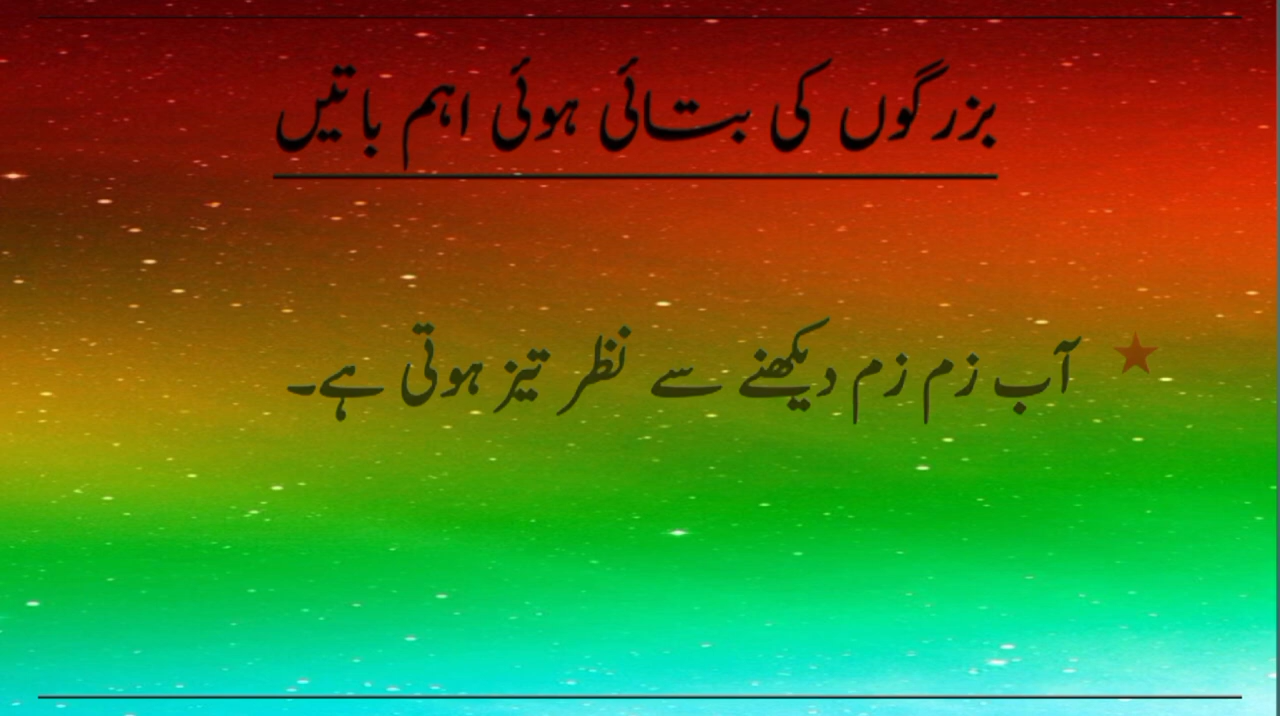 بزرگوں کی بتائی ہوئی اہم باتیں
آب زم زم دیکھنے سے نظر تیز ہوتی ہے۔